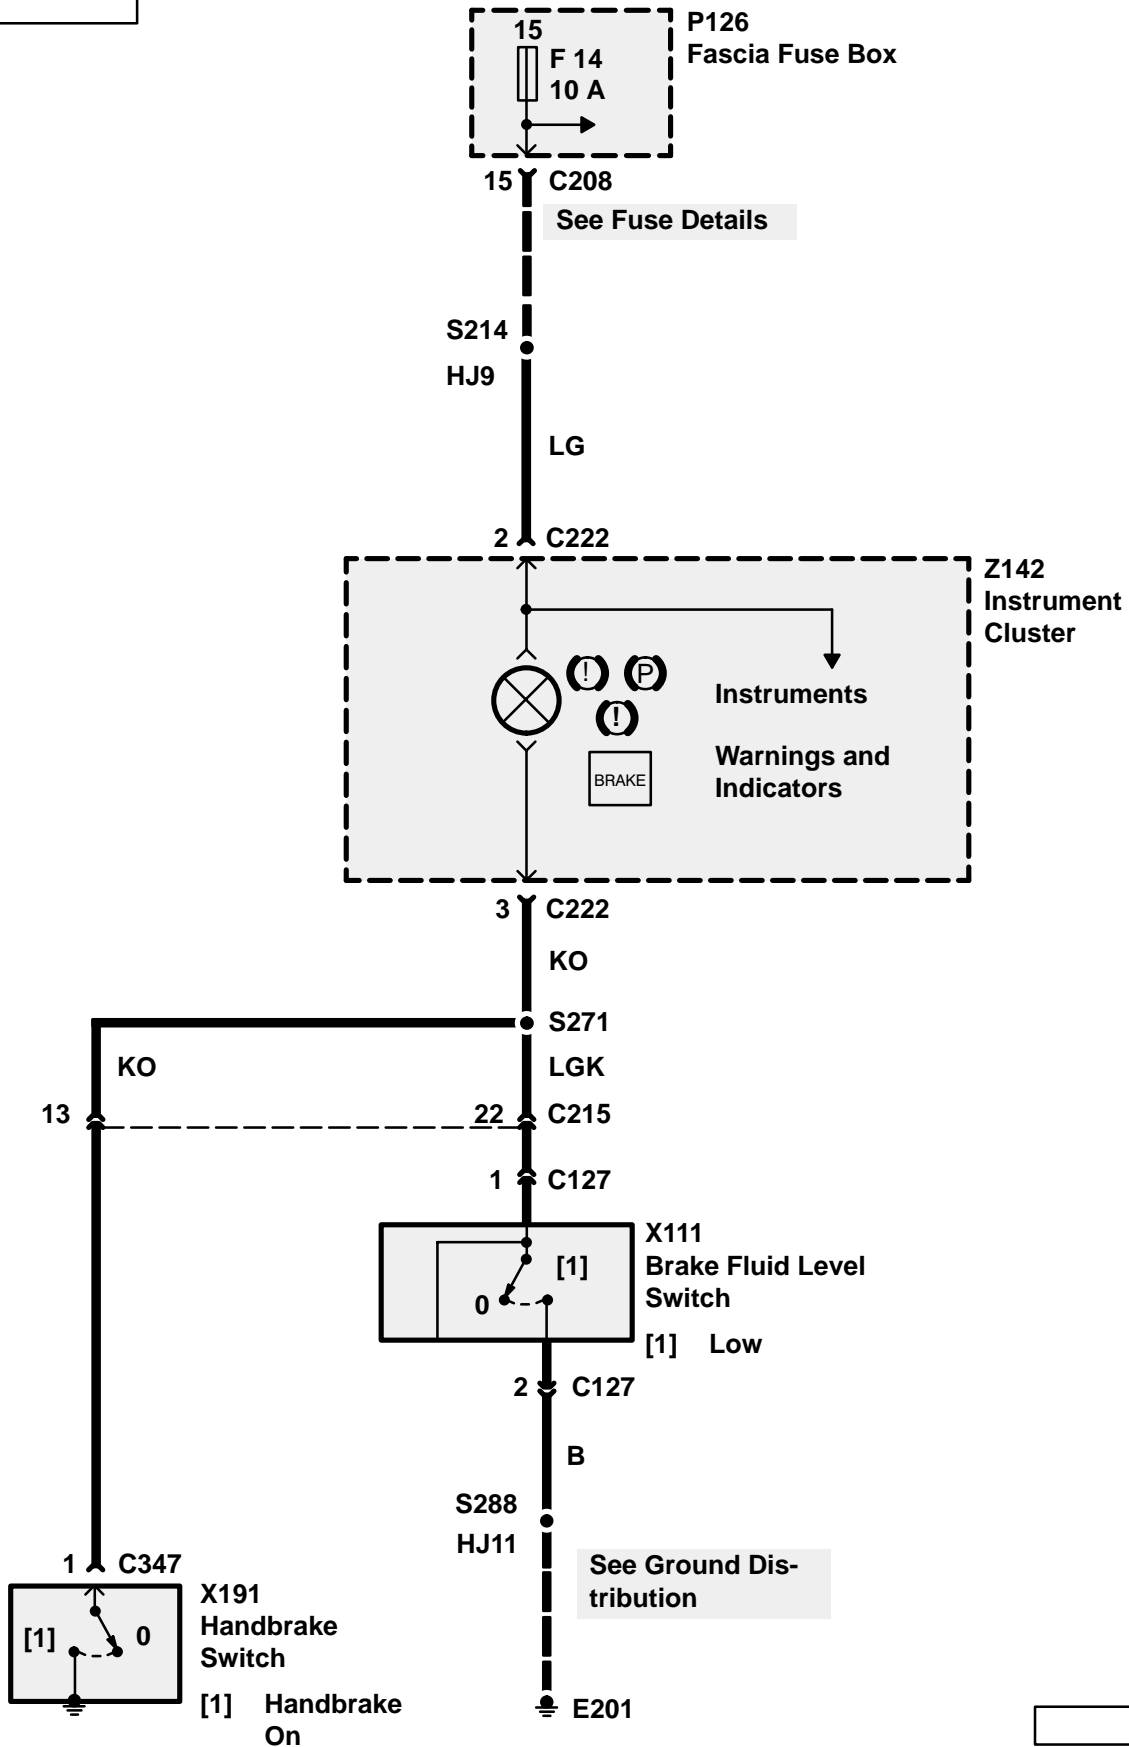 P126
15
Fascia Fuse Box
F 14
10 A
15 C208
See Fuse Details
S214
HJ9
LG
2 C222
Z142
Instrument
Cluster
! P
!
Instruments
Warnings and
Indicators
BRAKE
3 C222
KO
S271
KO LGK
13 22 C215
1 C127
X111
Brake Fluid Level
Switch
[1]
0
[1] Low
2 C127
B
S288
HJ11
See Ground Dis-
tribution
1 C347
X191
Handbrake
Switch
[1] 0
[1] Handbrake
On
E201